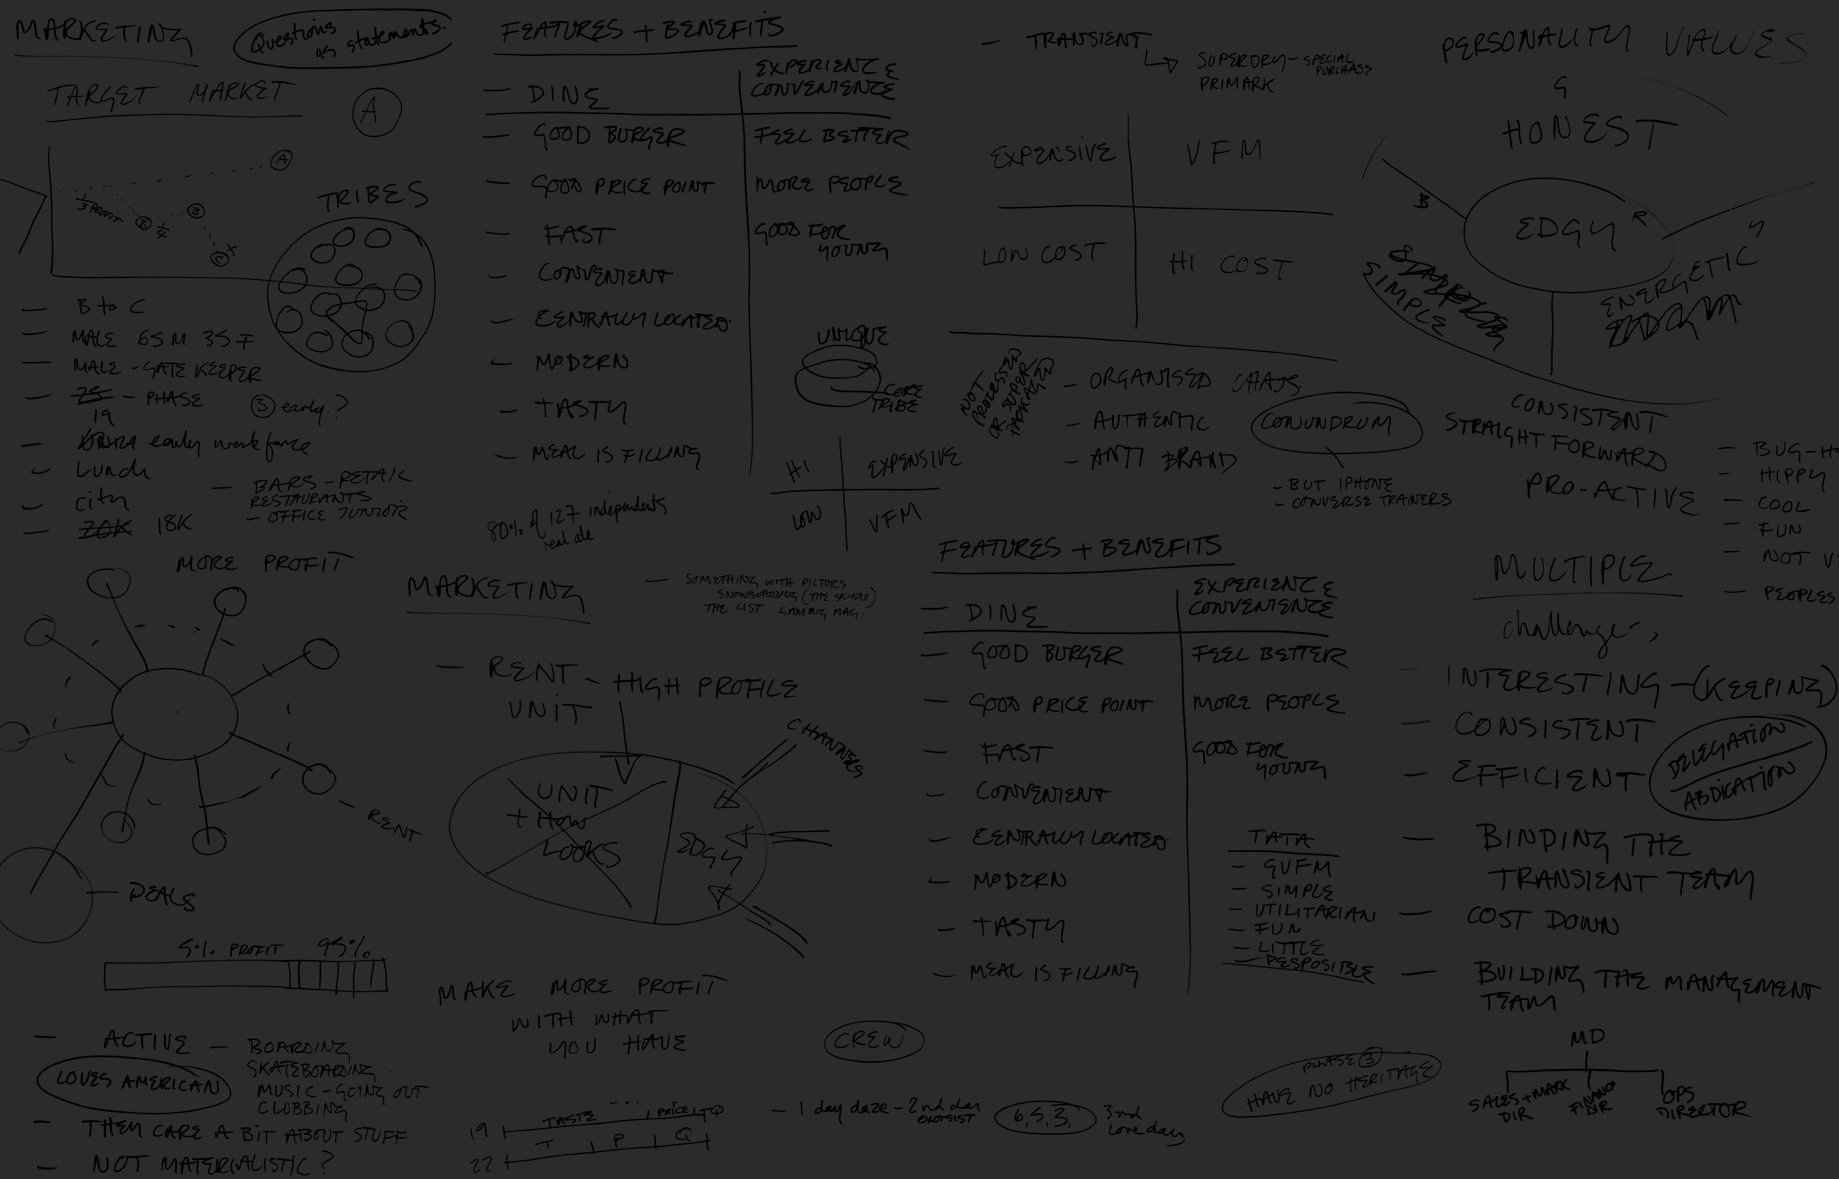 MARKETING
Questions
as statements.
TARGET MARKET
A
A
1/3 PROFIT
B
C
TRIBES
B to C
MALE 65M 35F
MALE - GATE KEEPER
25 - PHASE
3 early.?
19
early workforce
Lunch
City
20K 18K
BARS - RETAIL
RESTAURANTS
- OFFICE JUNIOR
MORE PROFIT
RENT
DEALS
5% PROFIT 95%
ACTIVE - BOARDING
SKATEBOARDING
MUSIC - GOING OUT
CLUBBING
LOVES AMERICAN
THEY CARE A BIT ABOUT STUFF
NOT MATERIALISTIC?
FEATURES + BENEFITS
EXPERIENCE
CONVENIENCE
DINE
GOOD BURGER
FEEL BETTER
GOOD PRICE POINT
MORE PEOPLE
FAST
GOOD FOR
YOUNG
CONVENIENT
CENTRALLY LOCATED
MODERN
TASTY
MEAL IS FILLING
UNIQUE
CORE
TRIBE
HI
EXPENSIVE
LOW
VFM
80% of 127 independents
real ale
MARKETING
- SOMETHING WITH PICTURS
SNOWBOARDING (THE SKINNY)
THE LIST GAMING MAG.
- RENT - HIGH PROFILE
UNIT
UNIT
+ HOW
LOOKS
EDGY
CHANNELS
MAKE MORE PROFIT
WITH WHAT
YOU HAVE
CREW
TASTE
19
T P Q
22
- 1 day daze - 2nd day
6.5.3.
3rd
love day
- TRANSIENT
SUPERDRY - SPECIAL
PURCHASE
PRIMARK
EXPENSIVE
VFM
LOW COST
HI COST
NOT
PROCESSED
OR SUPER
PACKAGED
- ORGANISED CHAOS
- AUTHENTIC
- ANTI BRAND
CONUNDRUM
- BUT IPHONE
- CONVERSE TRAINERS
FEATURES + BENEFITS
EXPERIENCE
CONVENIENCE
DINE
GOOD BURGER
FEEL BETTER
GOOD PRICE POINT
MORE PEOPLE
FAST
GOOD FOR
YOUNG
CONVENIENT
CENTRALLY LOCATED
MODERN
TASTY
MEAL IS FILLING
TATA
- GVFM
- SIMPLE
- UTILITARIAN
- FUN
- LITTLE
- DESPOSIBLE
PHASE 3
HAVE NO HERITAGE
PERSONALITY VALUES
G
HONEST
B
EDGY R
Y
SIMPLE
ENERGETIC
CONSISTENT
STRAIGHT FORWARD
PRO-ACTIVE
- HIPPY
- COOL
- FUN
- NOT
- PEOPLES
MULTIPLE
challenges,
- INTERESTING - (KEEPING)
- CONSISTENT
- EFFICIENT
DELEGATION
ABDICATION
- BINDING THE
TRANSIENT TEAM
- COST DOWN
- BUILDING THE MANAGEMENT
TEAM
MD
SALES + MARK
DIR
FINANCE
DIR
OPS
DIRECTOR